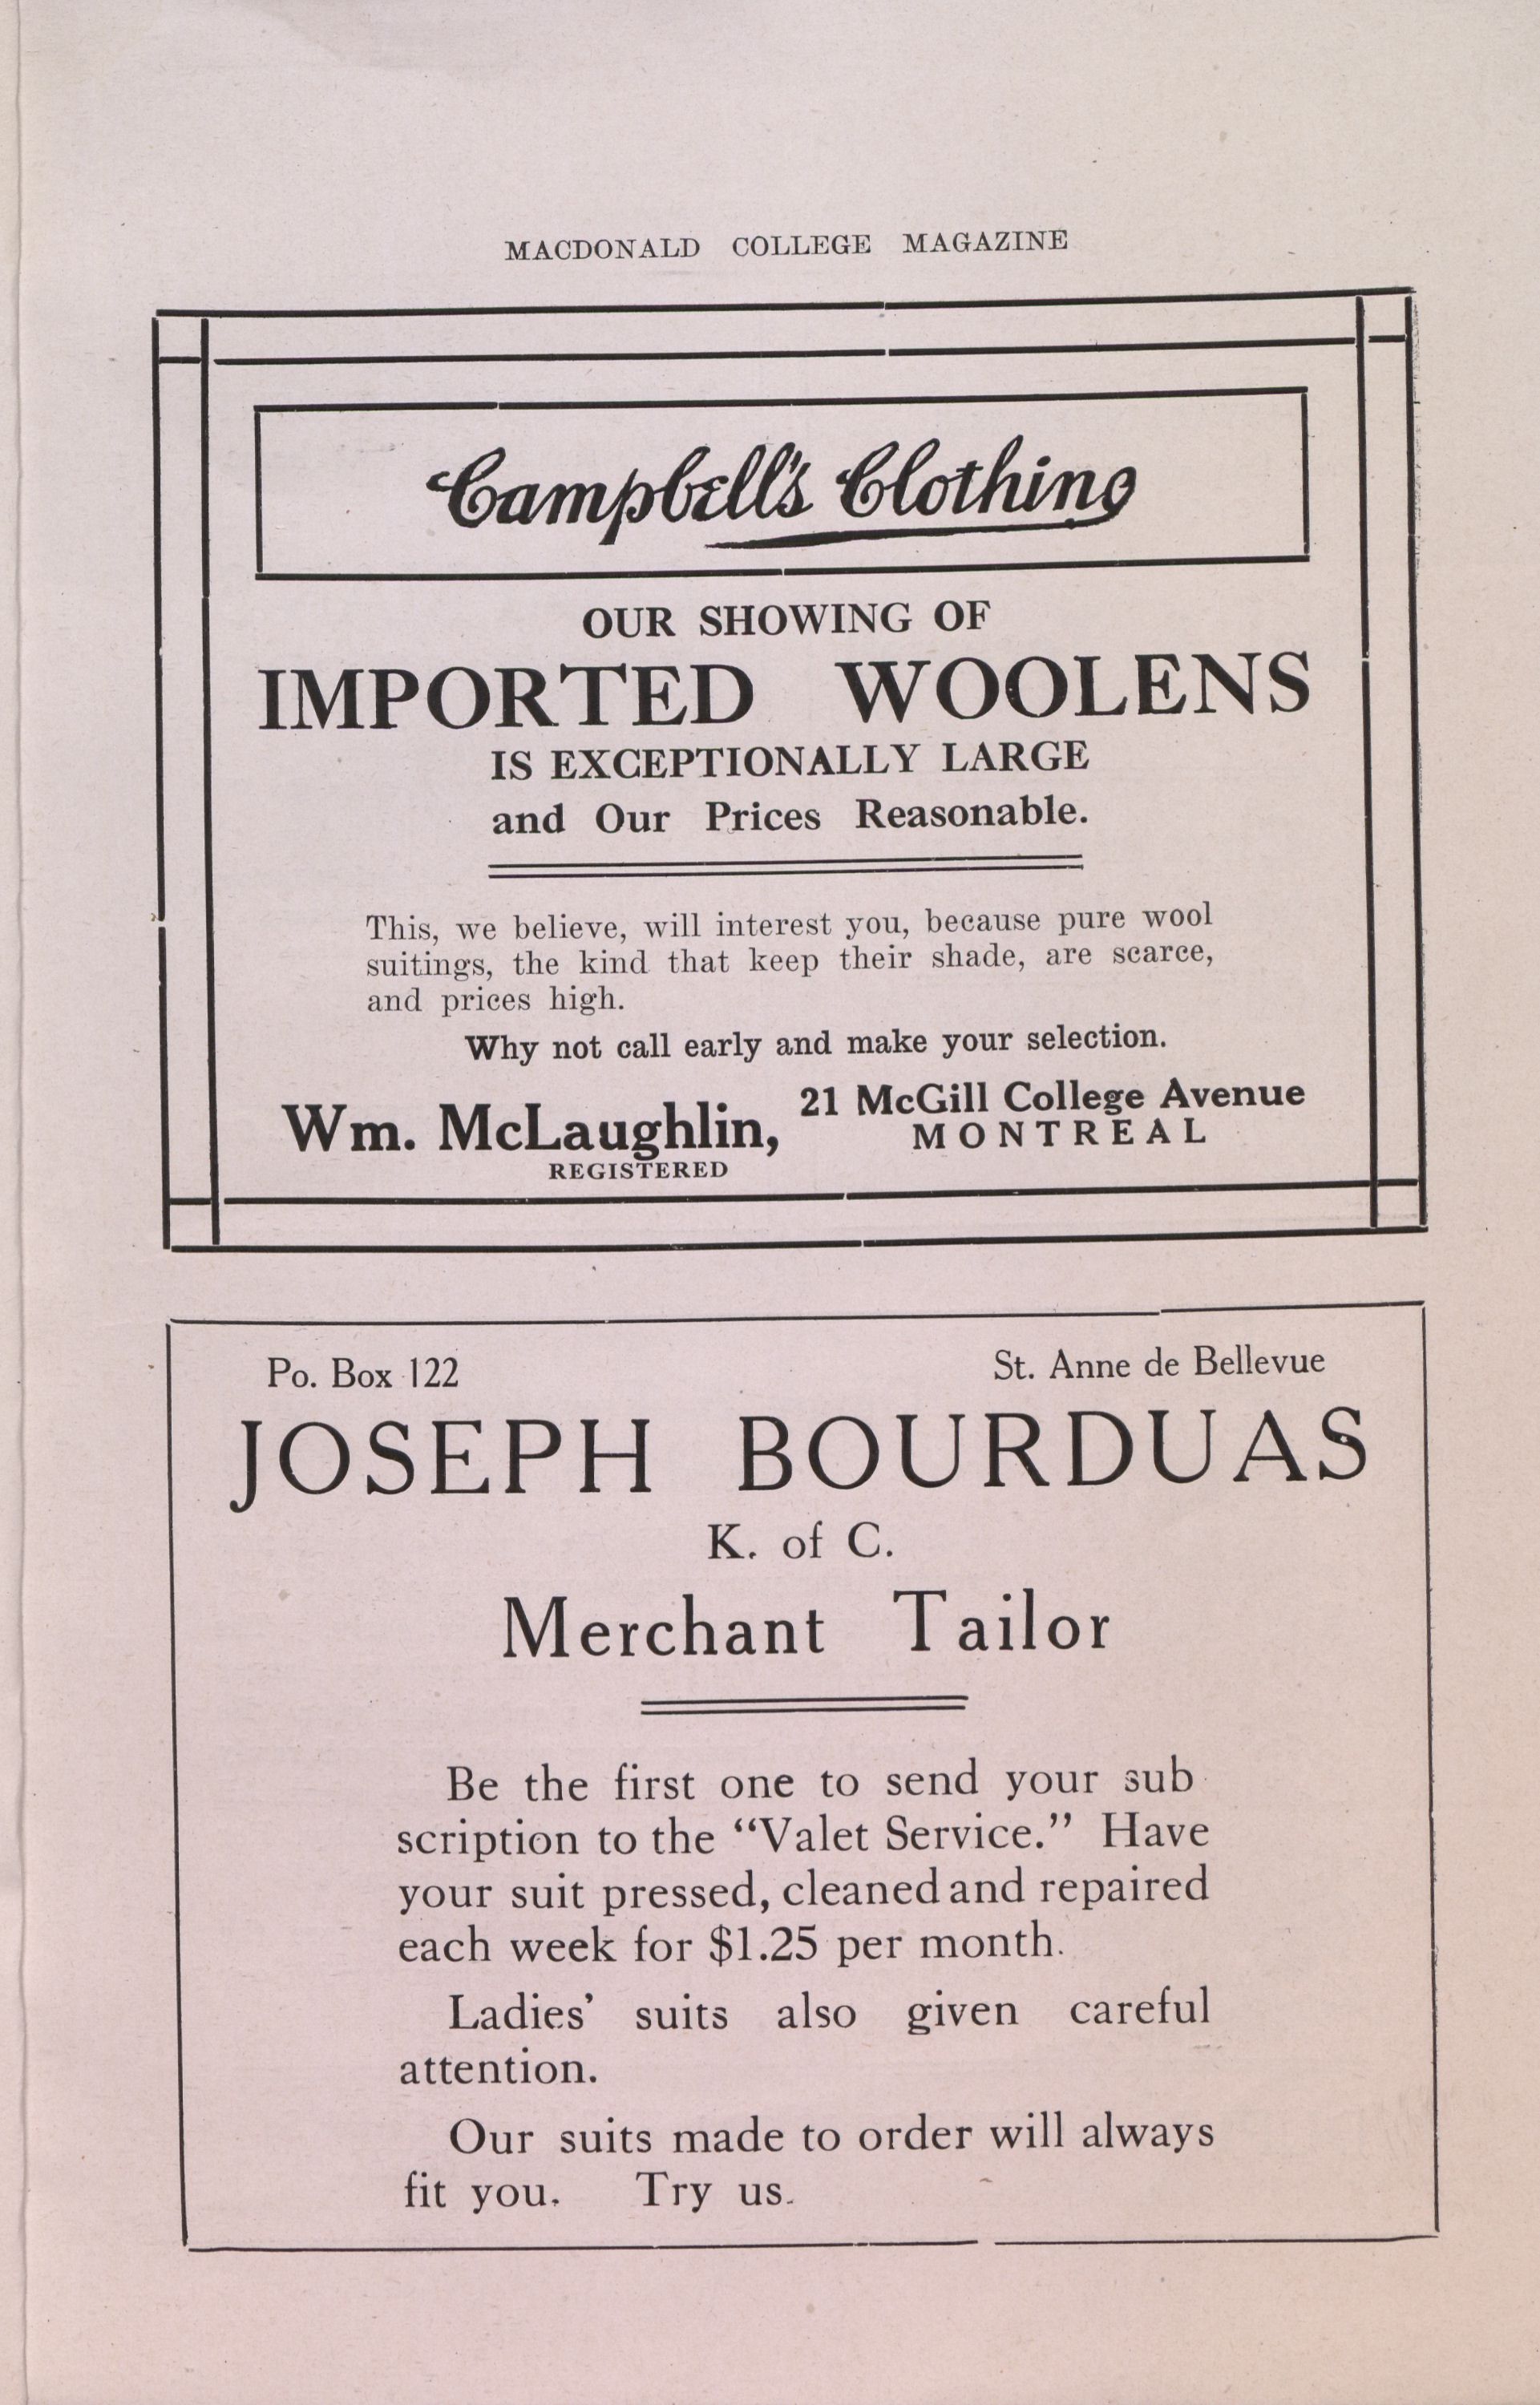 MACDONALD COLLEGE MAGAZINE
Campbell's Clothing
OUR SHOWING OF
IMPORTED WOOLENS
IS EXCEPTIONALLY LARGE
and Our Prices Reasonable.
This, we believe, will interest you, because pure wool
suitings, the kind that keep their shade, are scarce,
and prices high.
Why not call early and make your selection.
Wm. McLaughlin,
REGISTERED
21 McGill College Avenue
MONTREAL
Po. Box 122
St. Anne de Bellevue
JOSEPH BOURDUAS
K. of C.
Merchant Tailor
Be the first one to send your sub
scription to the “Valet Service.” Have
your suit pressed, cleaned and repaired
each week for $1.25 per month.
Ladies’ suits also given careful
attention.
Our suits made to order will always
fit you. Try us.